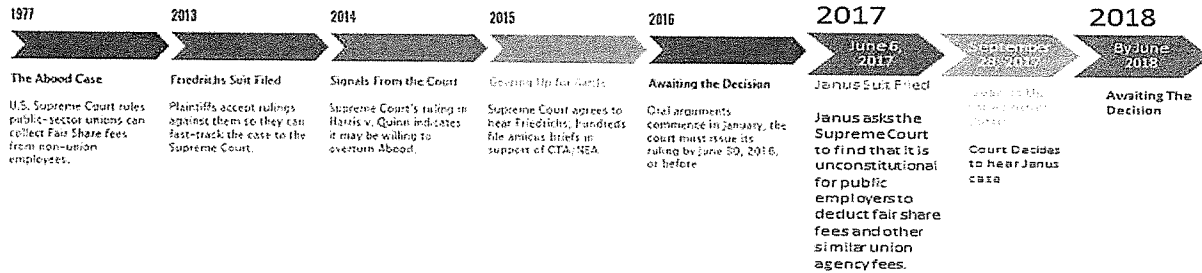 1977
The Abood Case
U.S. Supreme Court rules
public-sector unions can
collect Fair Share fees
from non-union
employees.
2013
Friedrichs Suit Filed
Plaintiffs accept rulings
against them so they can
fast-track the case to the
Supreme Court.
2014
Signals From the Court
Supreme Court's ruling in
Harris v. Quinn indicates
it may be willing to
overturn Abood.
2015
Gearing Up for Battle
Supreme Court agrees to
hear Friedrichs; hundreds
file amicus briefs in
support of CTA/NEA.
2016
Awaiting the Decision
Oral arguments
commence in January, the
court must issue its
ruling by June 30, 2016,
or before
2017
June 6,
2017
Janus Suit Filed
Janus asks the
Supreme Court
to find that it is
unconstitutional
for public
employers to
deduct fair share
fees and other
similar union
agency fees.
September
28, 2017
Court Decides
to hear Janus
case
2018
By June
2018
Awaiting The
Decision